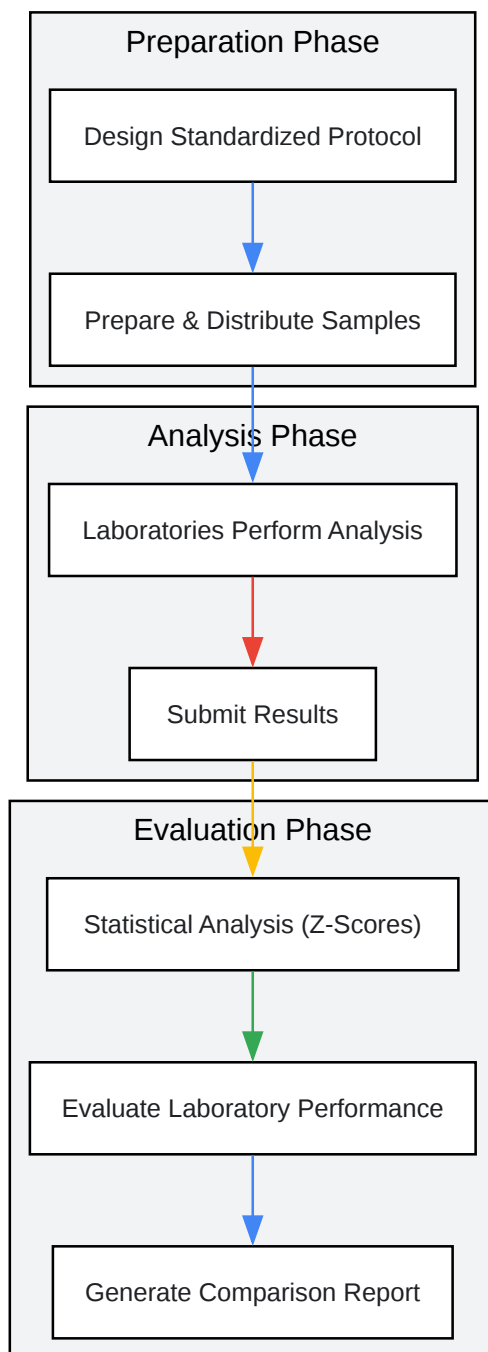 Preparation Phase
Design Standardized Protocol
Prepare & Distribute Samples
Analysis Phase
Laboratories Perform Analysis
Submit Results
Evaluation Phase
Statistical Analysis (Z-Scores)
Evaluate Laboratory Performance
Generate Comparison Report